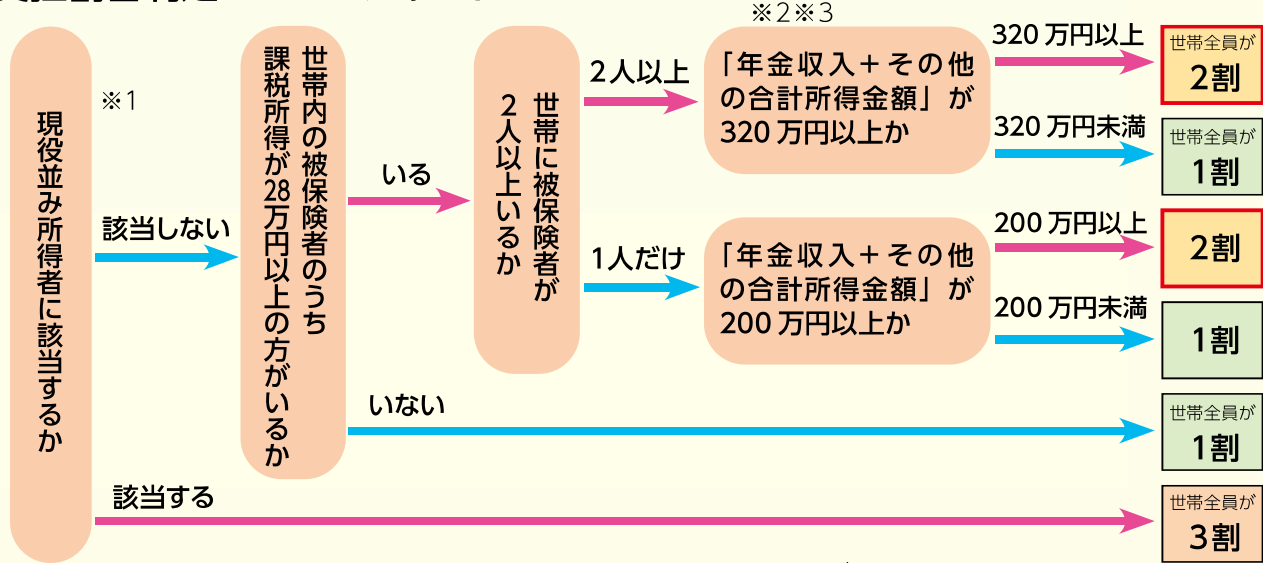 ※2※3
※1
現役並み所得者に該当するか
該当しない
該当する
世帯内の被保険者のうち
課税所得が28万円以上の方がいるか
いる
いない
世帯に被保険者が
2人以上いるか
2人以上
1人だけ
「年金収入＋その他
の合計所得金額」が
320万円以上か
320万円以上
320万円未満
「年金収入＋その他
の合計所得金額」が
200万円以上か
200万円以上
200万円未満
世帯全員が
2割
世帯全員が
1割
2割
1割
世帯全員が
1割
世帯全員が
3割